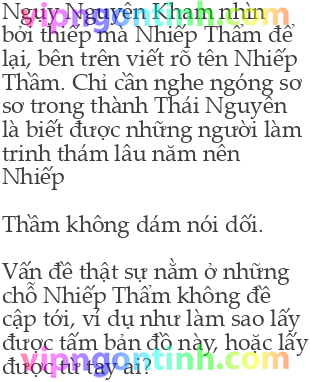 Ngụy Nguyên Kham nhìn
bởi thiếp mà Nhiếp Thẩm để
lại, bên trên viết rõ tên Nhiếp
Thầm. Chỉ cần nghe ngóng sơ
sơ trong thành Thái Nguyên
là biết được những người làm
trinh thám lâu năm nên
Nhiếp
Thầm không dám nói dối.
Vấn đề thật sự nằm ở những
chỗ Nhiếp Thẩm không đề
cập tới, ví dụ như làm sao lấy
được tấm bản đồ này, hoặc lấy
được từ tay ai?
vipngontinh.com
vipngontinh.com